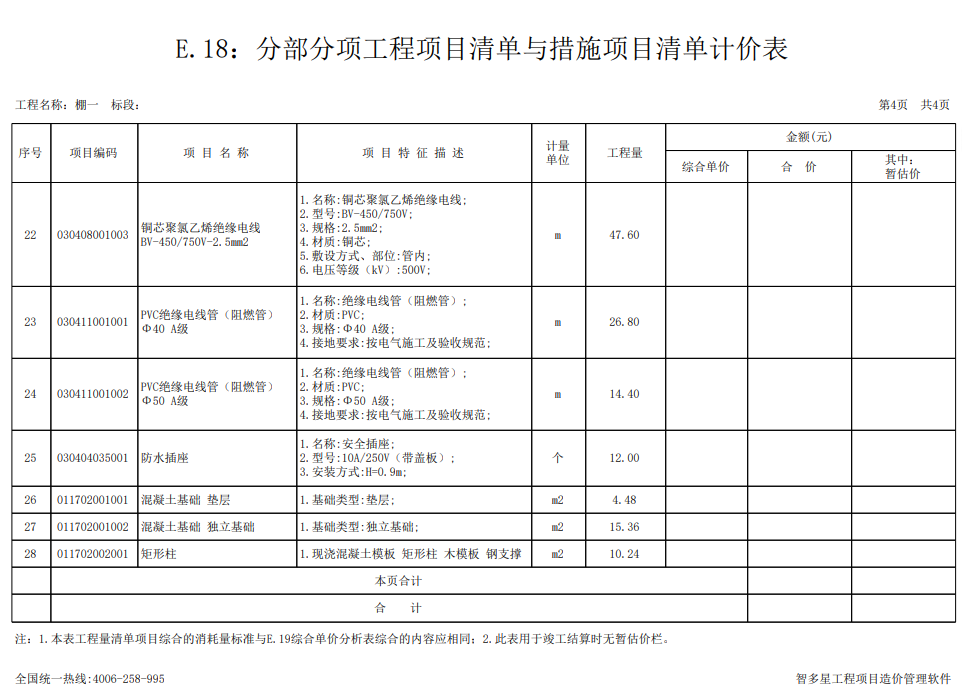 E.18: 分部分项工程项目清单与措施项目清单计价表
工程名称: 棚一 标段:
第4页 共4页
序号 项目编码 项 目 名 称 项 目 特 征 描 述 计量单位 工程量 金额(元)
综合单价 合 价 其中:暂估价
22 030408001003 铜芯聚氯乙烯绝缘电线
BV-450/750V-2.5mm2
1.名称:铜芯聚氯乙烯绝缘电线;
2.型号:BV-450/750V;
3.规格:2.5mm2;
4.材质:铜芯;
5.敷设方式、部位:管内;
6.电压等级（kV）:500V;
m 47.60
23 030411001001 PVC绝缘电线管（阻燃管）
Φ40 A级
1.名称:绝缘电线管（阻燃管）;
2.材质:PVC;
3.规格:Φ40 A级;
4.接地要求:按电气施工及验收规范;
m 26.80
24 030411001002 PVC绝缘电线管（阻燃管）
Φ50 A级
1.名称:绝缘电线管（阻燃管）;
2.材质:PVC;
3.规格:Φ50 A级;
4.接地要求:按电气施工及验收规范;
m 14.40
25 030404035001 防水插座
1.名称:安全插座;
2.型号:10A/250V（带盖板）;
3.安装方式:H=0.9m;
个 12.00
26 011702001001 混凝土基础 垫层 1.基础类型:垫层; m2 4.48
27 011702001002 混凝土基础 独立基础 1.基础类型:独立基础; m2 15.36
28 011702002001 矩形柱 1.现浇混凝土模板 矩形柱 木模板 钢支撑 m2 10.24
本页合计
合 计
注: 1.本表工程量清单项目综合的消耗量标准与E.19综合单价分析表综合的内容应相同; 2.此表用于竣工结算时无暂估价栏。
全国统一热线:4006-258-995
智多星工程项目造价管理软件